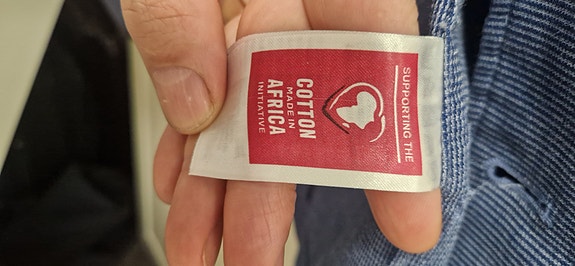 SUPPORTING THE
COTTON
MADE IN
AFRICA
INITIATIVE